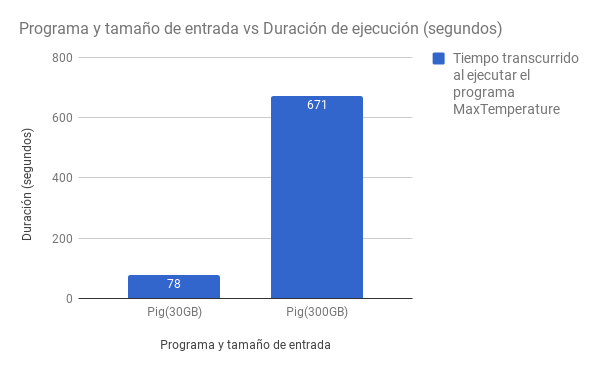 Programa y tamaño de entrada vs Duración de ejecución (segundos)
Tiempo transcurrido
al ejecutar el
programa
MaxTemperature
Duración (segundos)
800
600
400
200
0
671
78
Pig(30GB)
Pig(300GB)
Programa y tamaño de entrada